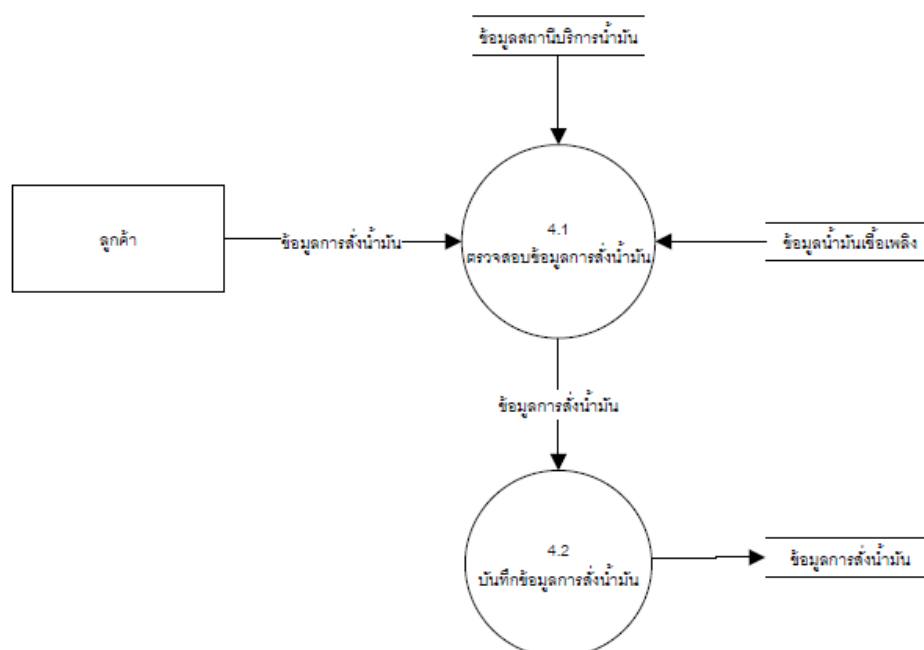 ข้อมูลสถานีบริการน้ำมัน
ลูกค้า
ข้อมูลการสั่งน้ำมัน
4.1
ตรวจสอบข้อมูลการสั่งน้ำมัน
ข้อมูลน้ำมันเชื้อเพลิง
ข้อมูลการสั่งน้ำมัน
4.2
บันทึกข้อมูลการสั่งน้ำมัน
ข้อมูลการสั่งน้ำมัน